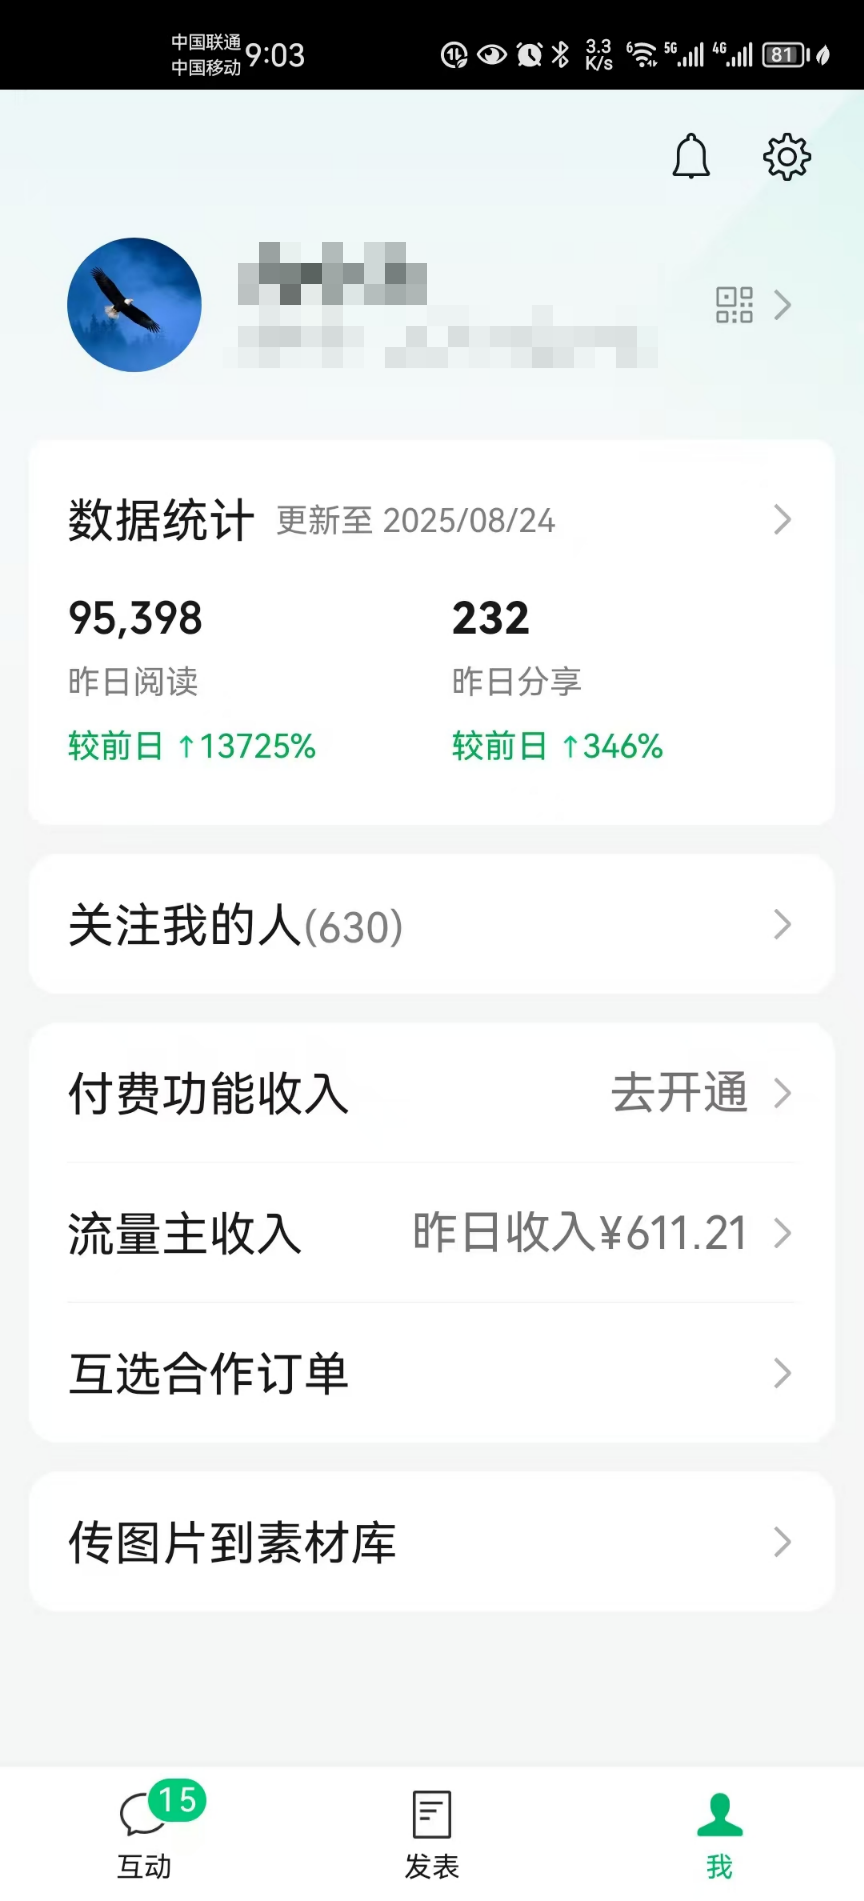 中国联通
中国移动
9:03
3.3 K/s
6
5G
4G
81
数据统计 更新至 2025/08/24
95,398 232
昨日阅读 昨日分享
较前日 ↑13725% 较前日 ↑346%
关注我的人(630)
付费功能收入 去开通
流量主收入 昨日收入¥611.21
互选合作订单
传图片到素材库
15
互动 发表 我